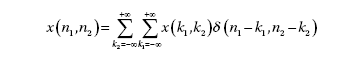 x(n₁,n₂)=∑_{k₂=-∞}^{+∞} ∑_{k₁=-∞}^{+∞} x(k₁,k₂)δ(n₁-k₁,n₂-k₂)